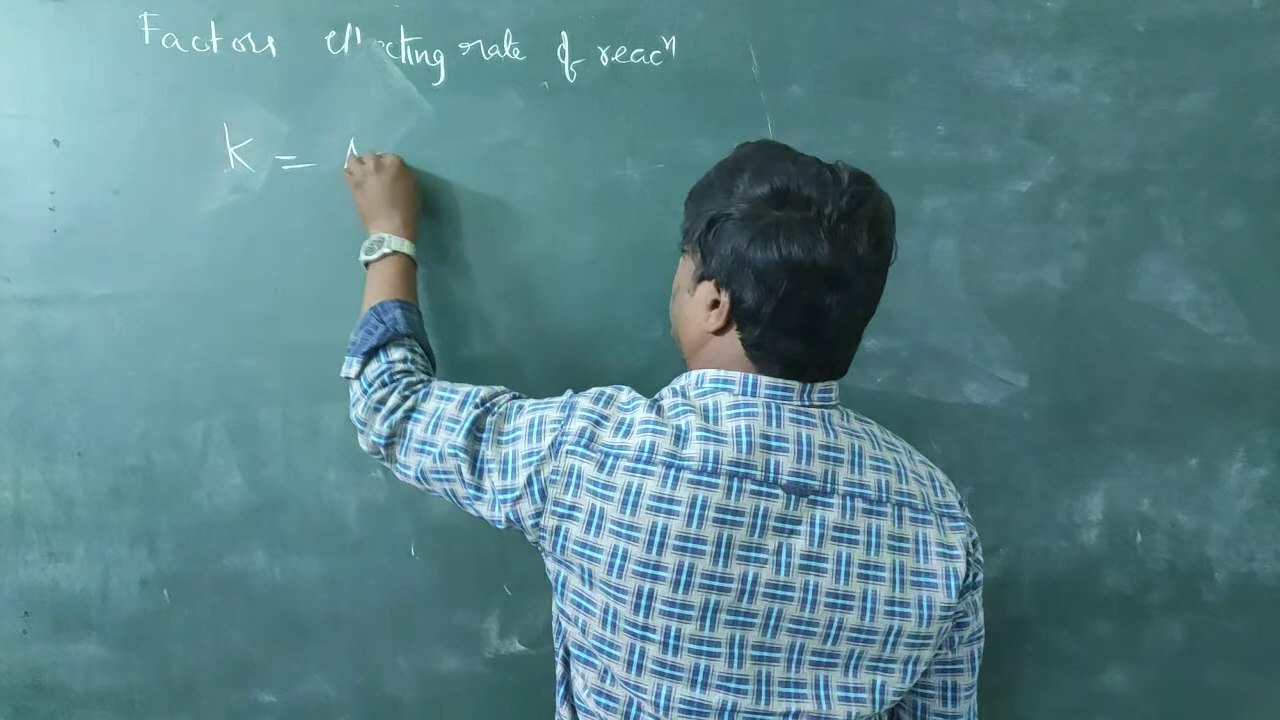 Factors effecting rate of reacⁿ
K = A